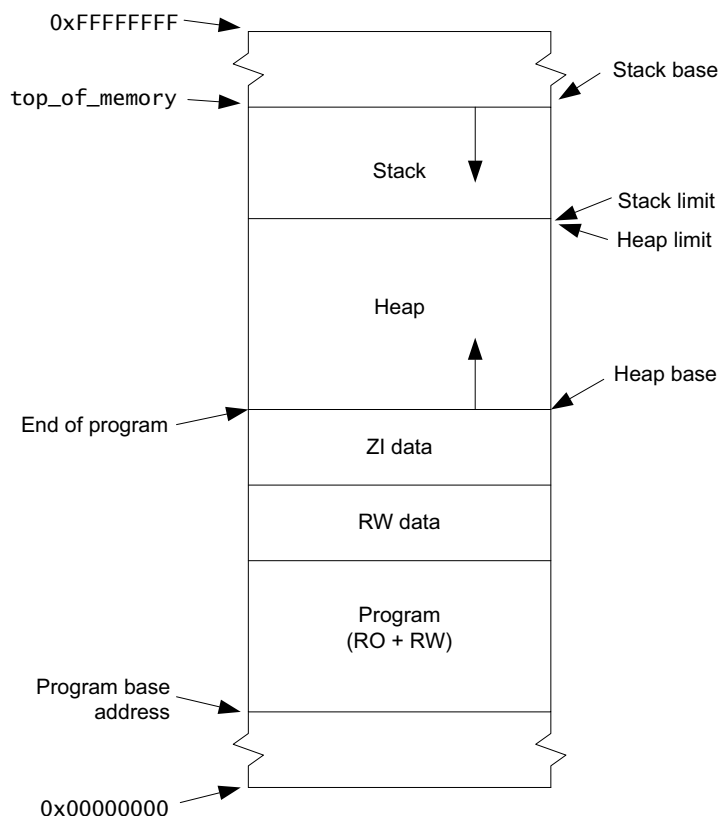 0xFFFFFFFF
Stack base
top_of_memory
Stack
Stack limit
Heap limit
Heap
Heap base
End of program
ZI data
RW data
Program
(RO + RW)
Program base
address
0x00000000